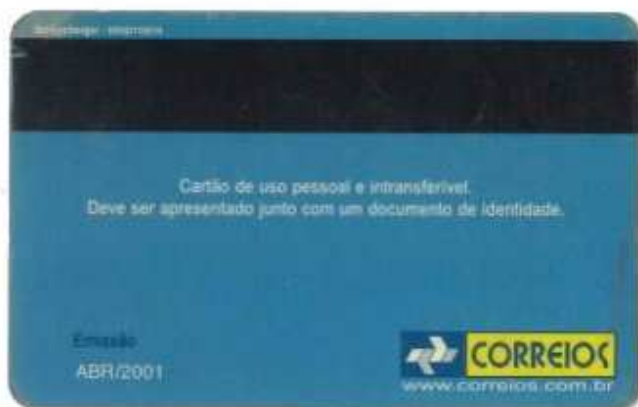 Cartão de uso pessoal e intransferível.
Deve ser apresentado junto com um documento de identidade.
Emissão
ABR/2001
CORREIOS
www.correios.com.br